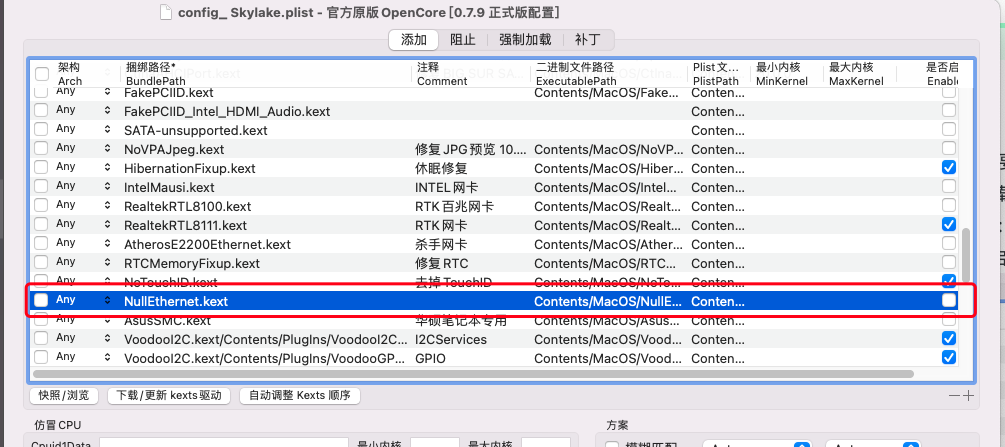 config_ Skylake.plist - 官方原版 OpenCore [0.7.9 正式版配置]
添加 阻止 强制加载 补丁
架构 捆绑路径* 注释 二进制文件路径 Plist 文... 最小内核 最大内核 是否启
Arch BundlePath Comment ExecutablePath PlistPath MinKernel MaxKernel Enable
FakePCIID.kext Contents/MacOS/Fake... Conten...
Any FakePCIID_Intel_HDMI_Audio.kext Conten...
Any SATA-unsupported.kext Conten...
Any NoVPAJpeg.kext 修复 JPG 预览 10.... Contents/MacOS/NoVP... Conten...
Any HibernationFixup.kext 休眠修复 Contents/MacOS/Hiber... Conten...
Any IntelMausi.kext INTEL 网卡 Contents/MacOS/Intel... Conten...
Any RealtekRTL8100.kext RTK 百兆网卡 Contents/MacOS/Realt... Conten...
Any RealtekRTL8111.kext RTK 网卡 Contents/MacOS/Realt... Conten...
Any AtherosE2200Ethernet.kext 杀手网卡 Contents/MacOS/Ather... Conten...
Any RTCMemoryFixup.kext 修复 RTC Contents/MacOS/RTC... Conten...
Any NoTouchID.kext 去掉 TouchID Contents/MacOS/NoTo... Conten...
Any NullEthernet.kext Contents/MacOS/NullE... Conten...
Any AsusSMC.kext 华硕笔记本专用 Contents/MacOS/Asus... Conten...
Any VoodooI2C.kext/Contents/PlugIns/VoodooI2C... I2CServices Contents/MacOS/Vood... Conten...
Any VoodooI2C.kext/Contents/PlugIns/VoodooGP... GPIO Contents/MacOS/Vood... Conten...
快照/浏览 下载/更新 kexts驱动 自动调整 Kexts 顺序
仿冒 CPU 方案
Cpuid1Data 最小内核 最大内核 模糊匹配